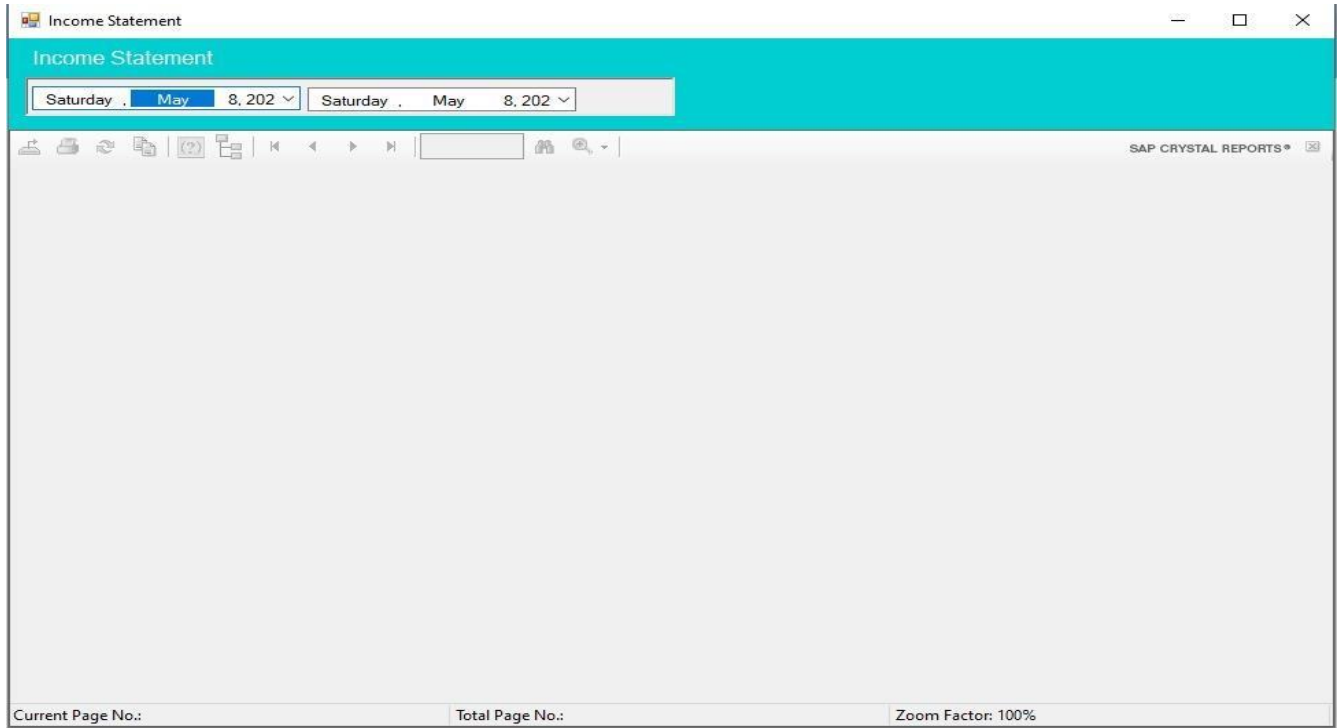 Income Statement
Income Statement
Saturday , May 8, 202 Saturday , May 8, 202
(?) SAP CRYSTAL REPORTS®
Current Page No.: Total Page No.: Zoom Factor: 100%